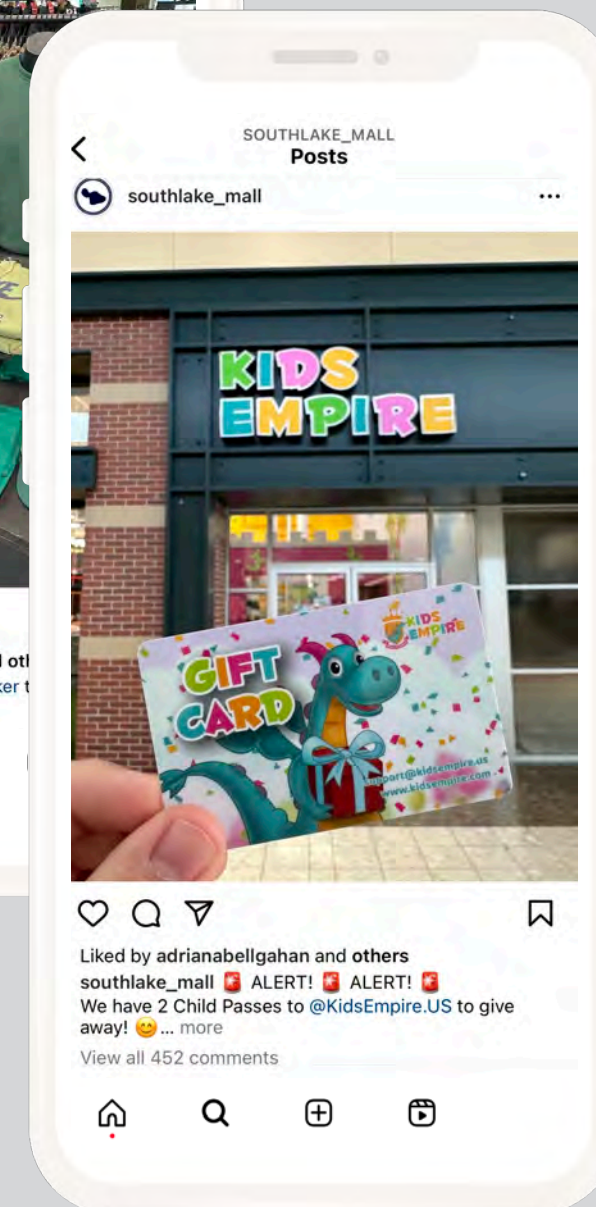 SOUTHLAKE_MALL
Posts
southlake_mall
KIDS
EMPIRE
KIDS
EMPIRE
GIFT
CARD
support@kidsempire.us
www.kidsempire.com
Liked by adrianabellgahan and others
southlake_mall 🚨 ALERT! 🚨 ALERT! 🚨
We have 2 Child Passes to @KidsEmpire.US to give
away! 😊... more
View all 452 comments